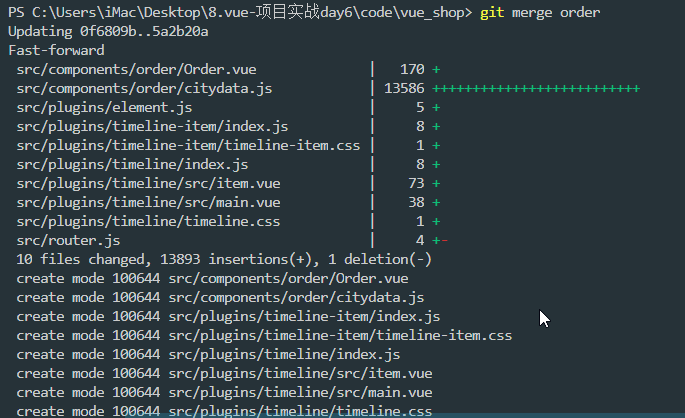 PS C:\Users\iMac\Desktop\8.vue-项目实战day6\code\vue_shop> git merge order
Updating 0f6809b..5a2b20a
Fast-forward
 src/components/order/Order.vue | 170 +
 src/components/order/citydata.js | 13586 ++++++++++++++++++++++++++
 src/plugins/element.js | 5 +
 src/plugins/timeline-item/index.js | 8 +
 src/plugins/timeline-item/timeline-item.css | 1 +
 src/plugins/timeline/index.js | 8 +
 src/plugins/timeline/src/item.vue | 73 +
 src/plugins/timeline/src/main.vue | 38 +
 src/plugins/timeline/timeline.css | 1 +
 src/router.js | 4 +-
 10 files changed, 13893 insertions(+), 1 deletion(-)
 create mode 100644 src/components/order/Order.vue
 create mode 100644 src/components/order/citydata.js
 create mode 100644 src/plugins/timeline-item/index.js
 create mode 100644 src/plugins/timeline-item/timeline-item.css
 create mode 100644 src/plugins/timeline/index.js
 create mode 100644 src/plugins/timeline/src/item.vue
 create mode 100644 src/plugins/timeline/src/main.vue
 create mode 100644 src/plugins/timeline/timeline.css